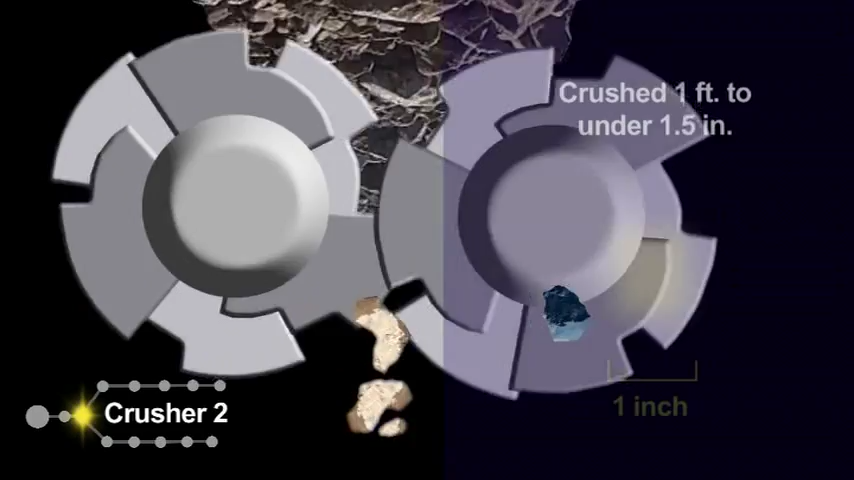 Crushed 1 ft. to
under 1.5 in.
1 inch
Crusher 2